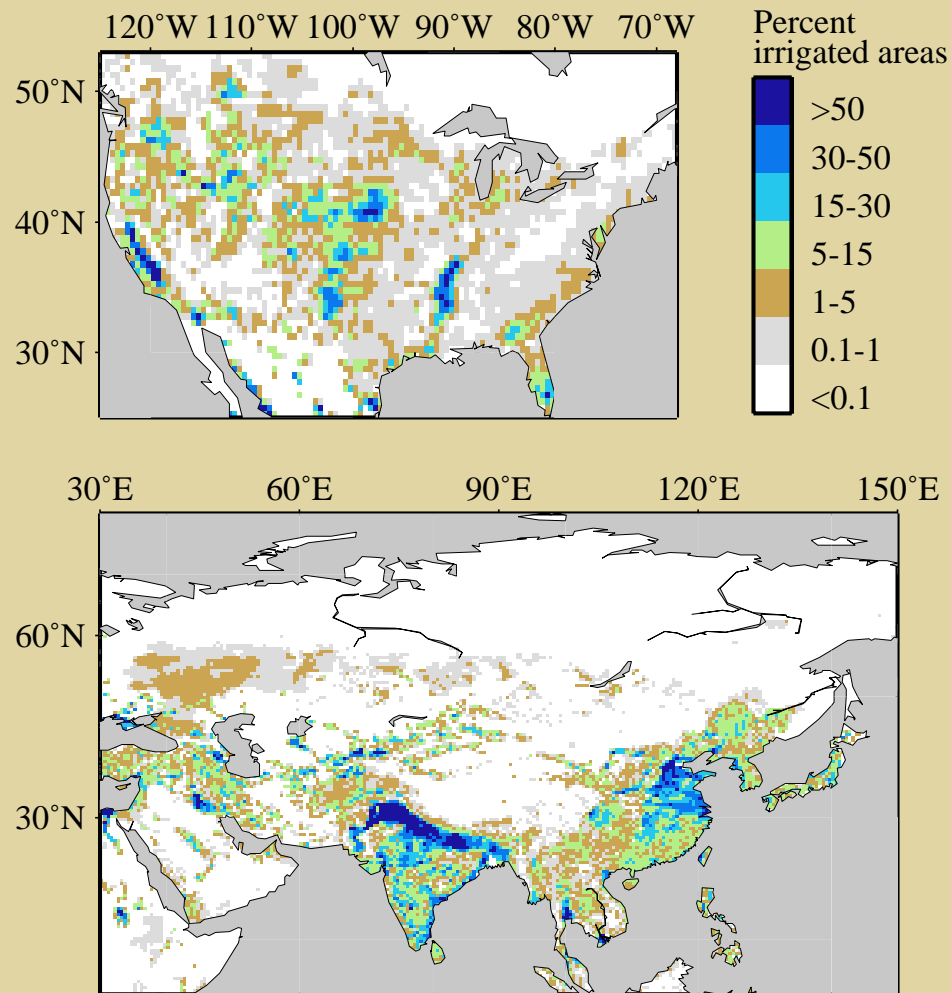 120˚W 110˚W 100˚W 90˚W 80˚W 70˚W
50˚N
40˚N
30˚N
Percent
irrigated areas
>50
30-50
15-30
5-15
1-5
0.1-1
<0.1
30˚E 60˚E 90˚E 120˚E 150˚E
60˚N
30˚N